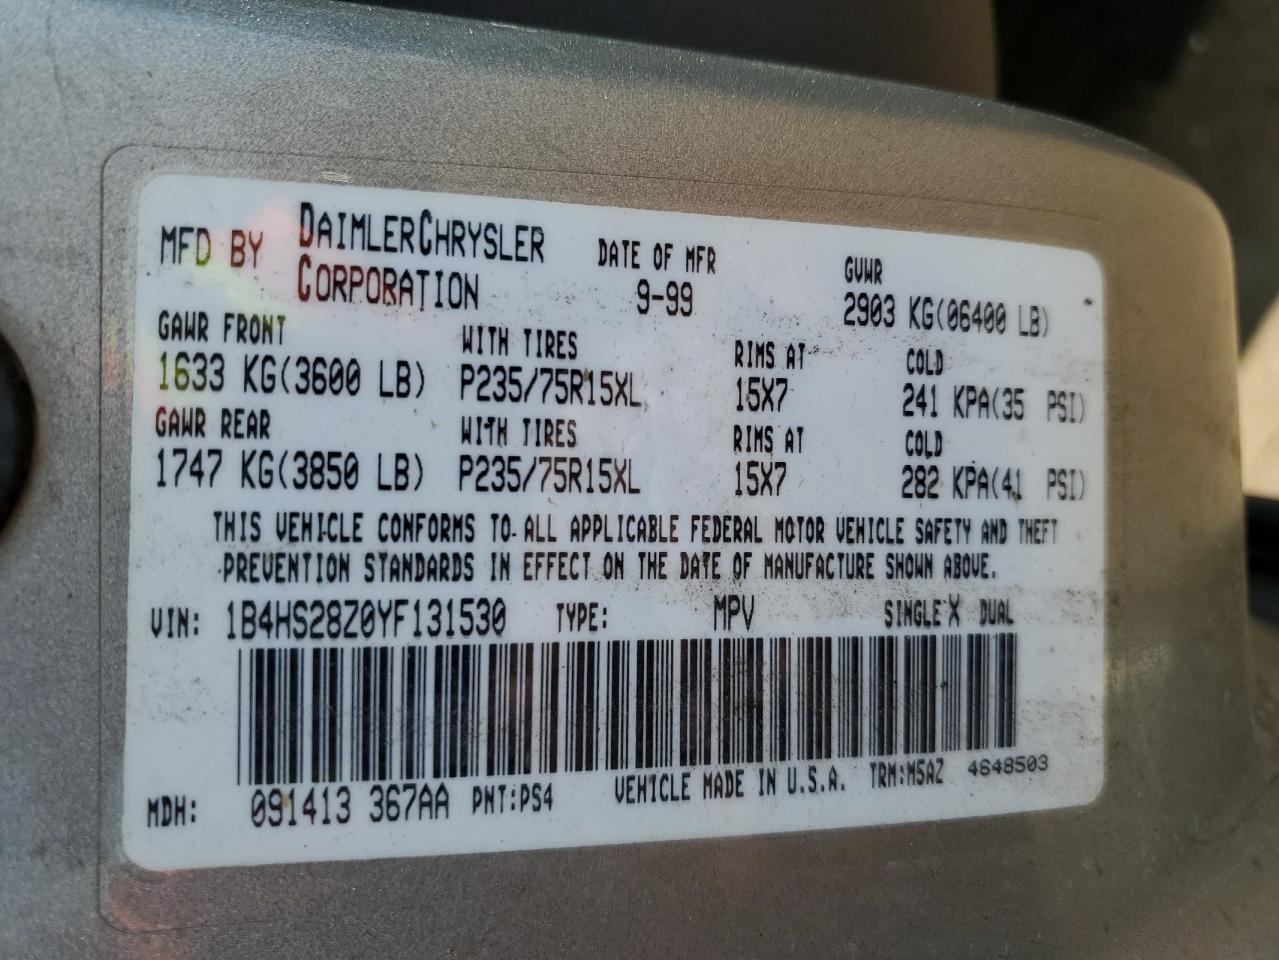 MFD BY DAIMLERCHRYSLER CORPORATION DATE OF MFR 9-99 GVWR 2903 KG(06400 LB)
GAWR FRONT WITH TIRES RIMS AT COLD
1633 KG(3600 LB) P235/75R15XL 15X7 241 KPA(35 PSI)
GAWR REAR WITH TIRES RIMS AT COLD
1747 KG(3850 LB) P235/75R15XL 15X7 282 KPA(41 PSI)
THIS VEHICLE CONFORMS TO ALL APPLICABLE FEDERAL MOTOR VEHICLE SAFETY AND THEFT
PREVENTION STANDARDS IN EFFECT ON THE DATE OF MANUFACTURE SHOWN ABOVE.
VIN: 1B4HS28Z0YF131530 TYPE: MPV SINGLE X DUAL
MDH: 091413 367AA PNT:PS4 VEHICLE MADE IN U.S.A. TRM:M5AZ 4648503